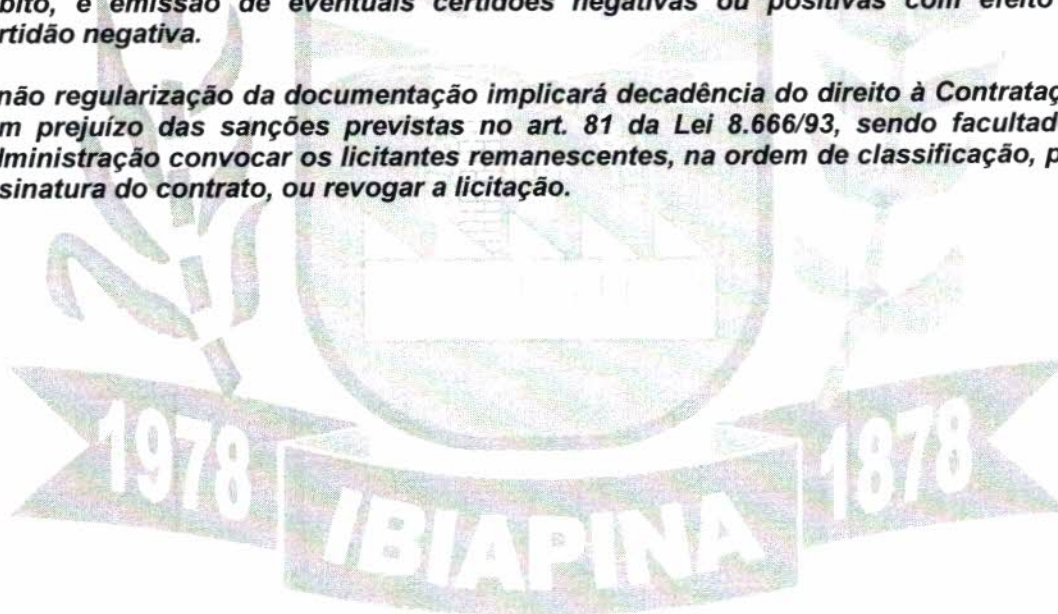 bito, e emissão de eventuais certidões negativas ou positivas com efeito
rtidão negativa.
não regularização da documentação implicará decadência do direito à Contrataç
m prejuízo das sanções previstas no art. 81 da Lei 8.666/93, sendo facultad
dministração convocar os licitantes remanescentes, na ordem de classificação, p
sinatura do contrato, ou revogar a licitação.
1978
1878
IBIAPINA